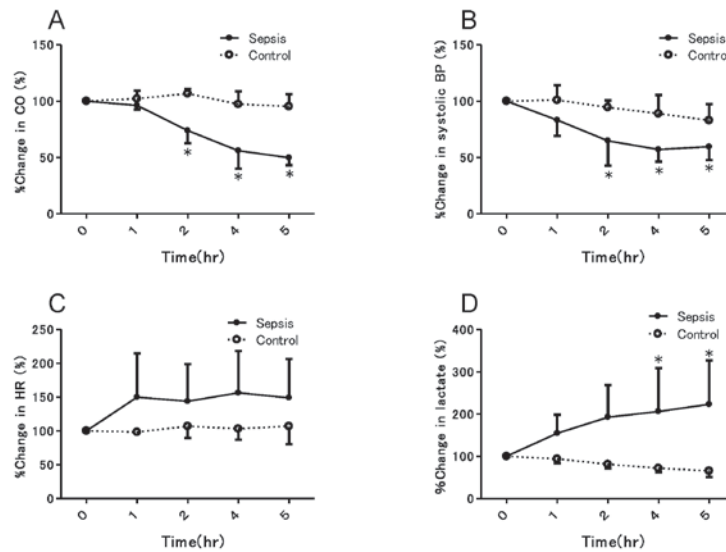 A
Sepsis
Control
%Change in CO (%)
150
100
50
0
0 1 2 4 5
* * *
Time(hr)
B
Sepsis
Control
%Change in systolic BP (%)
150
100
50
0
0 1 2 4 5
* * *
Time(hr)
C
Sepsis
Control
%Change in HR (%)
250
200
150
100
50
0
0 1 2 4 5
Time(hr)
D
Sepsis
Control
%Change in lactate (%)
400
300
200
100
0
* *
0 1 2 4 5
Time(hr)